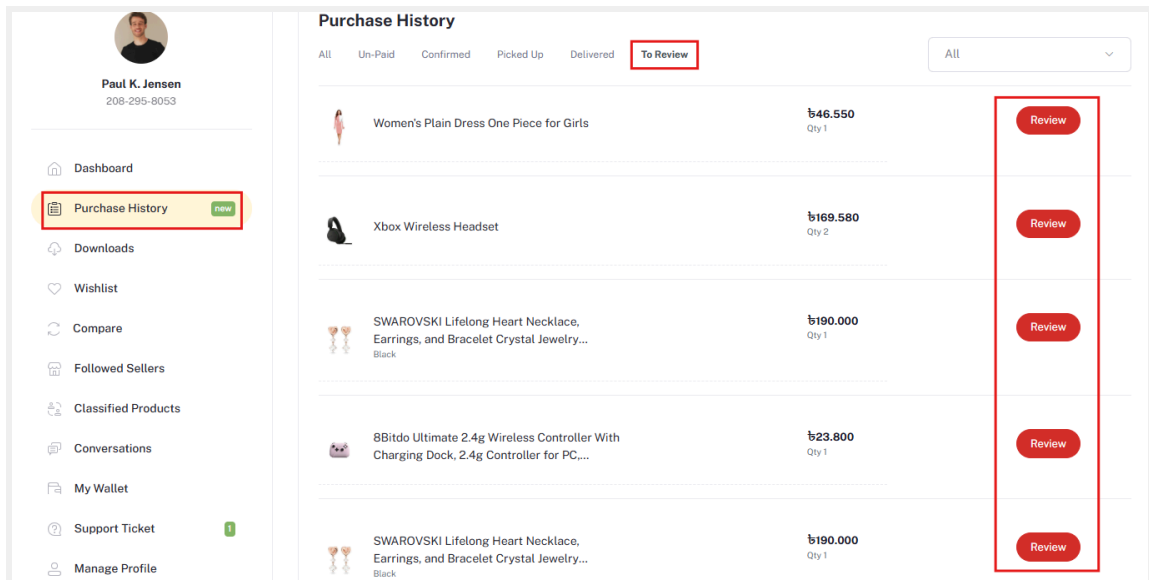 Purchase History
All Un-Paid Confirmed Picked Up Delivered To Review
All
Paul K. Jensen
208-295-8053
Dashboard
Purchase History new
Downloads
Wishlist
Compare
Followed Sellers
Classified Products
Conversations
My Wallet
Support Ticket 1
Manage Profile
Women's Plain Dress One Piece for Girls
৳46.550
Qty 1
Review
Xbox Wireless Headset
৳169.580
Qty 2
Review
SWAROVSKI Lifelong Heart Necklace,
Earrings, and Bracelet Crystal Jewelry...
Black
৳190.000
Qty 1
Review
8Bitdo Ultimate 2.4g Wireless Controller With
Charging Dock, 2.4g Controller for PC,...
৳23.800
Qty 1
Review
SWAROVSKI Lifelong Heart Necklace,
Earrings, and Bracelet Crystal Jewelry...
Black
৳190.000
Qty 1
Review